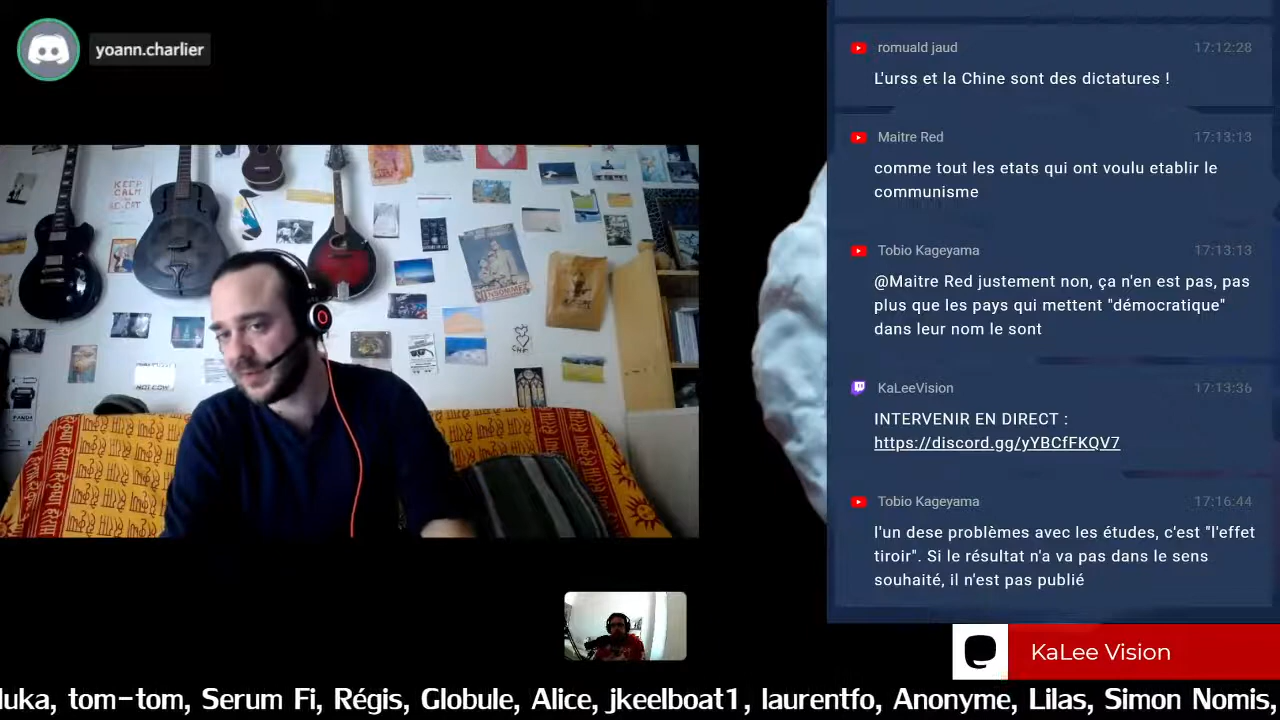 yoann.charlier
KEEP
CALM
romuald jaud
17:12:28
L'urss et la Chine sont des dictatures !
Maitre Red
17:13:13
comme tout les etats qui ont voulu etablir le
communisme
Tobio Kageyama
17:13:13
@Maitre Red justement non, ça n'en est pas, pas
plus que les pays qui mettent "démocratique"
dans leur nom le sont
KaLeeVision
17:13:36
INTERVENIR EN DIRECT :
https://discord.gg/yYBCfFKQV7
Tobio Kageyama
17:16:44
l'un dese problèmes avec les études, c'est "l'effet
tiroir". Si le résultat n'a va pas dans le sens
souhaité, il n'est pas publié
KaLee Vision
luka, tom-tom, Serum Fi, Régis, Globule, Alice, jkeelboat1, laurentfo, Anonyme, Lilas, Simon Nomis,